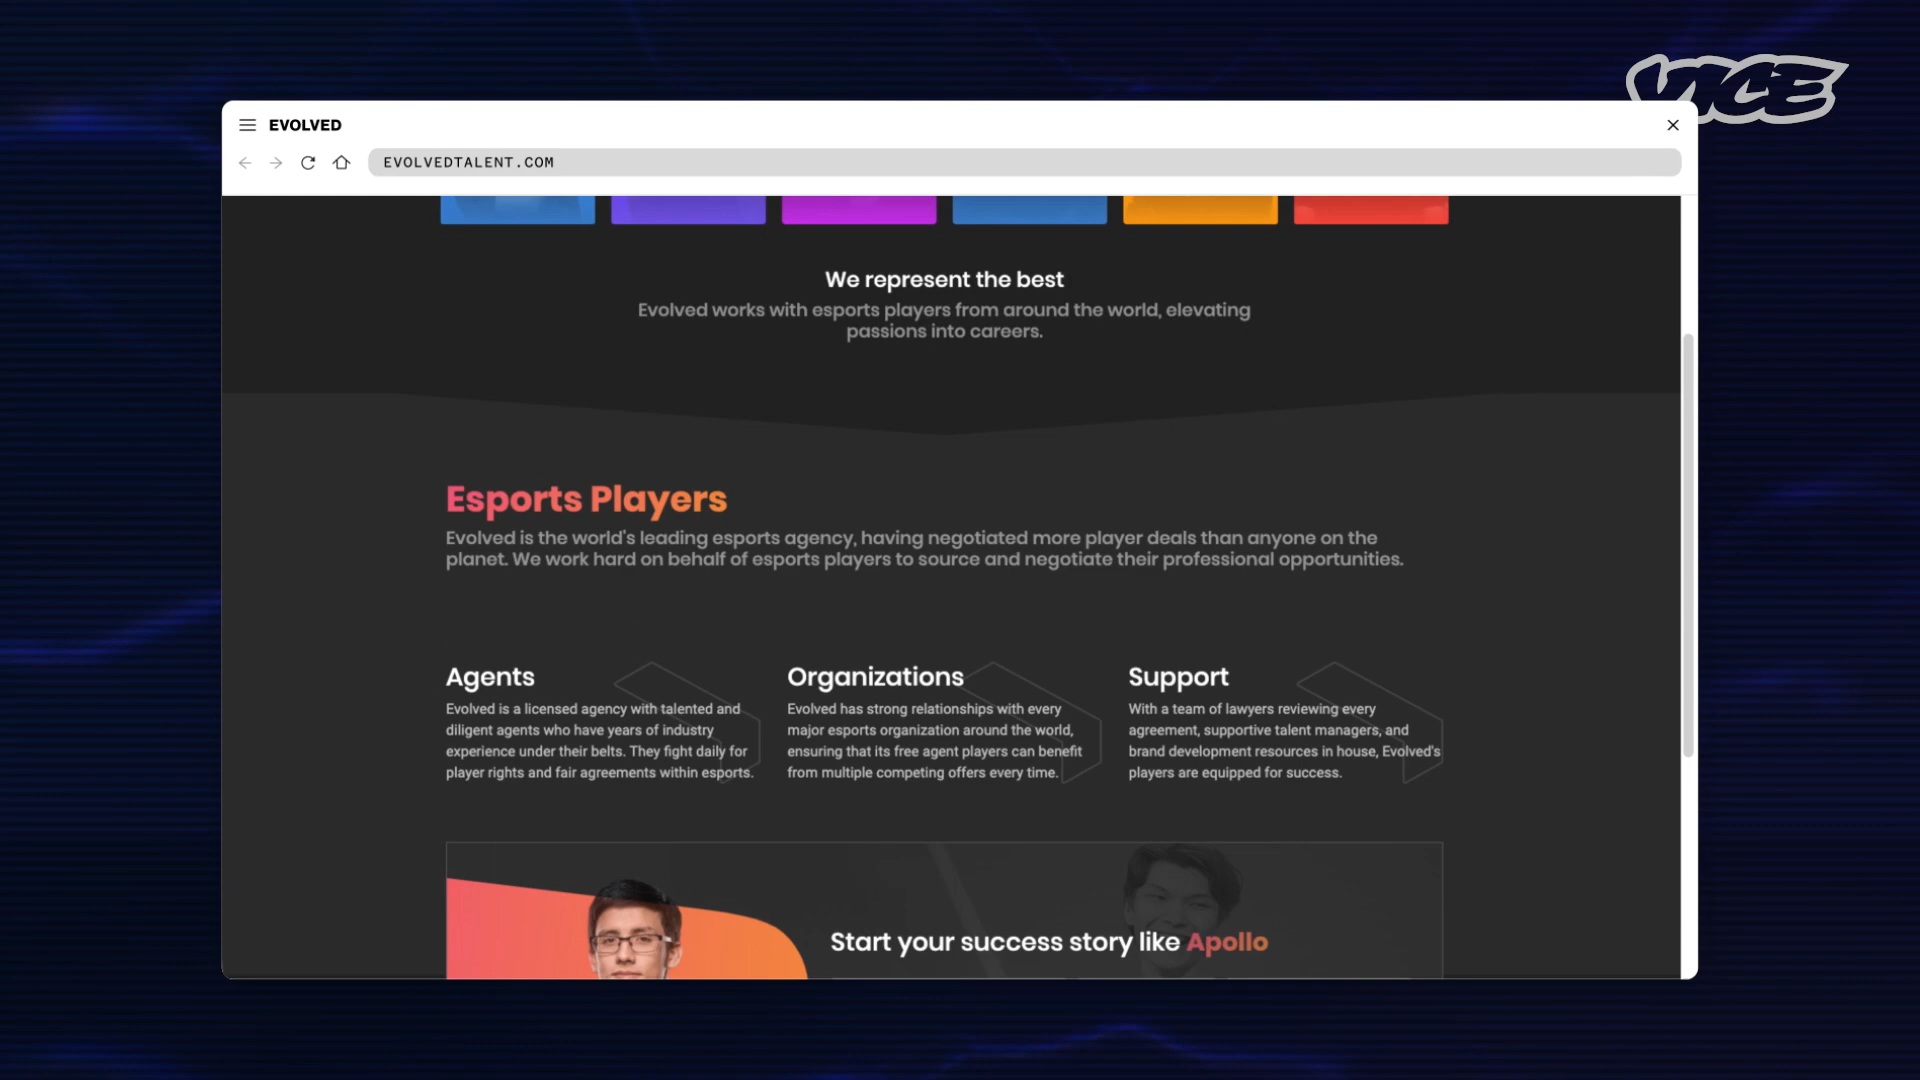 VICE
EVOLVED
EVOLVEDTALENT.COM
We represent the best
Evolved works with esports players from around the world, elevating
passions into careers.
Esports Players
Evolved is the world's leading esports agency, having negotiated more player deals than anyone on the
planet. We work hard on behalf of esports players to source and negotiate their professional opportunities.
Agents
Evolved is a licensed agency with talented and
diligent agents who have years of industry
experience under their belts. They fight daily for
player rights and fair agreements within esports.
Organizations
Evolved has strong relationships with every
major esports organization around the world,
ensuring that its free agent players can benefit
from multiple competing offers every time.
Support
With a team of lawyers reviewing every
agreement, supportive talent managers, and
brand development resources in house, Evolved's
players are equipped for success.
Start your success story like Apollo